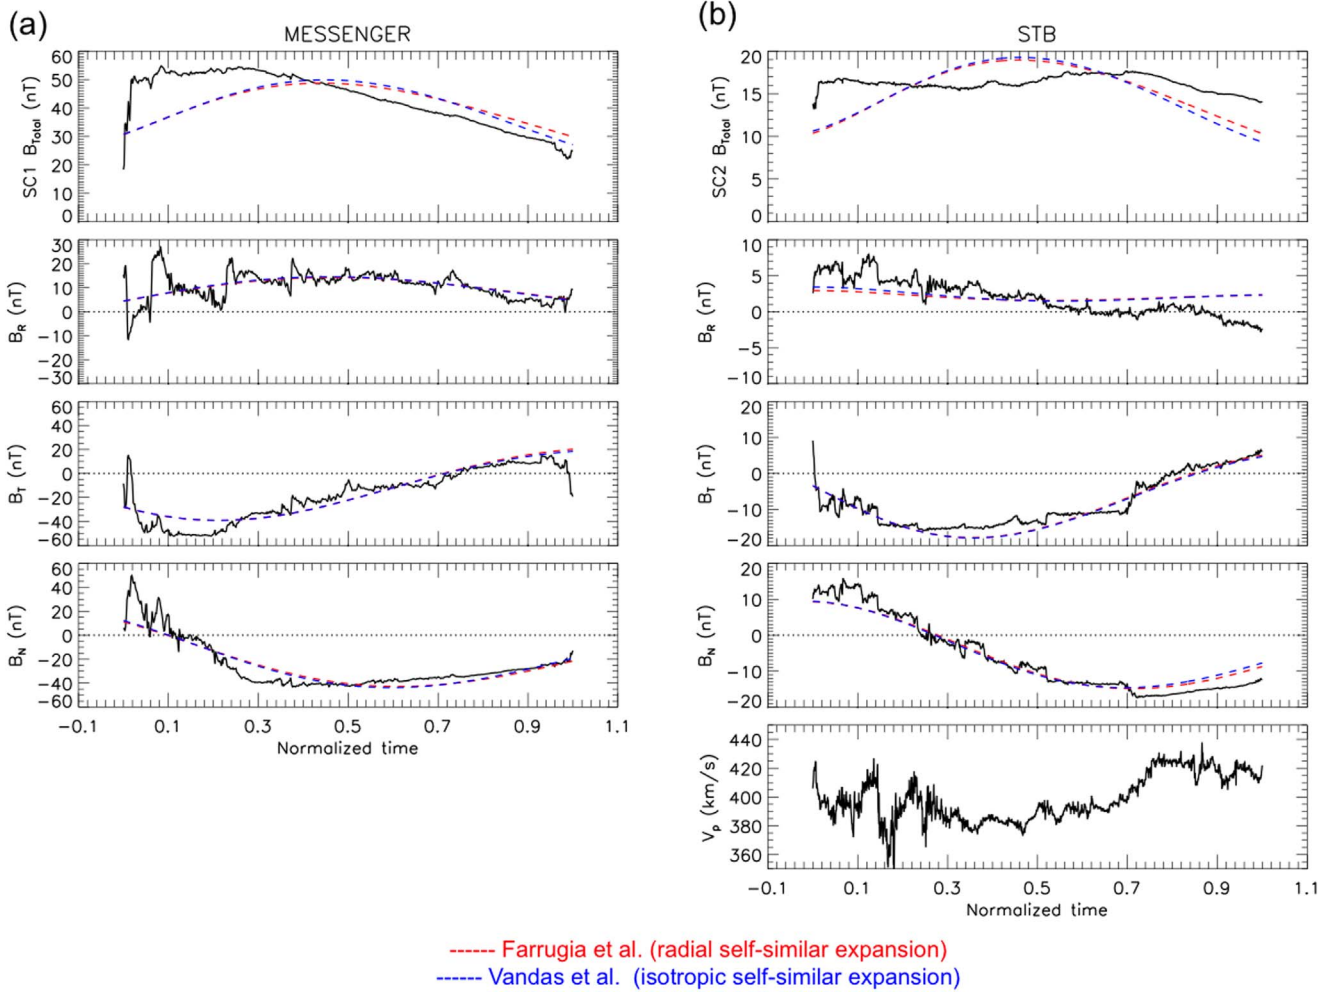 (a)
MESSENGER
SC1 B_Total (nT)
60
50
40
30
20
10
0
B_R (nT)
30
20
10
0
−10
−20
−30
B_T (nT)
60
40
20
0
−20
−40
−60
B_N (nT)
60
40
20
0
−20
−40
−60
−0.1 0.1 0.3 0.5 0.7 0.9 1.1
Normalized time
(b)
STB
SC2 B_Total (nT)
20
15
10
5
0
B_R (nT)
10
5
0
−5
−10
B_T (nT)
20
10
0
−10
−20
B_N (nT)
20
10
0
−10
−20
V_p (km/s)
440
420
400
380
360
−0.1 0.1 0.3 0.5 0.7 0.9 1.1
Normalized time
------ Farrugia et al. (radial self-similar expansion)
------ Vandas et al. (isotropic self-similar expansion)